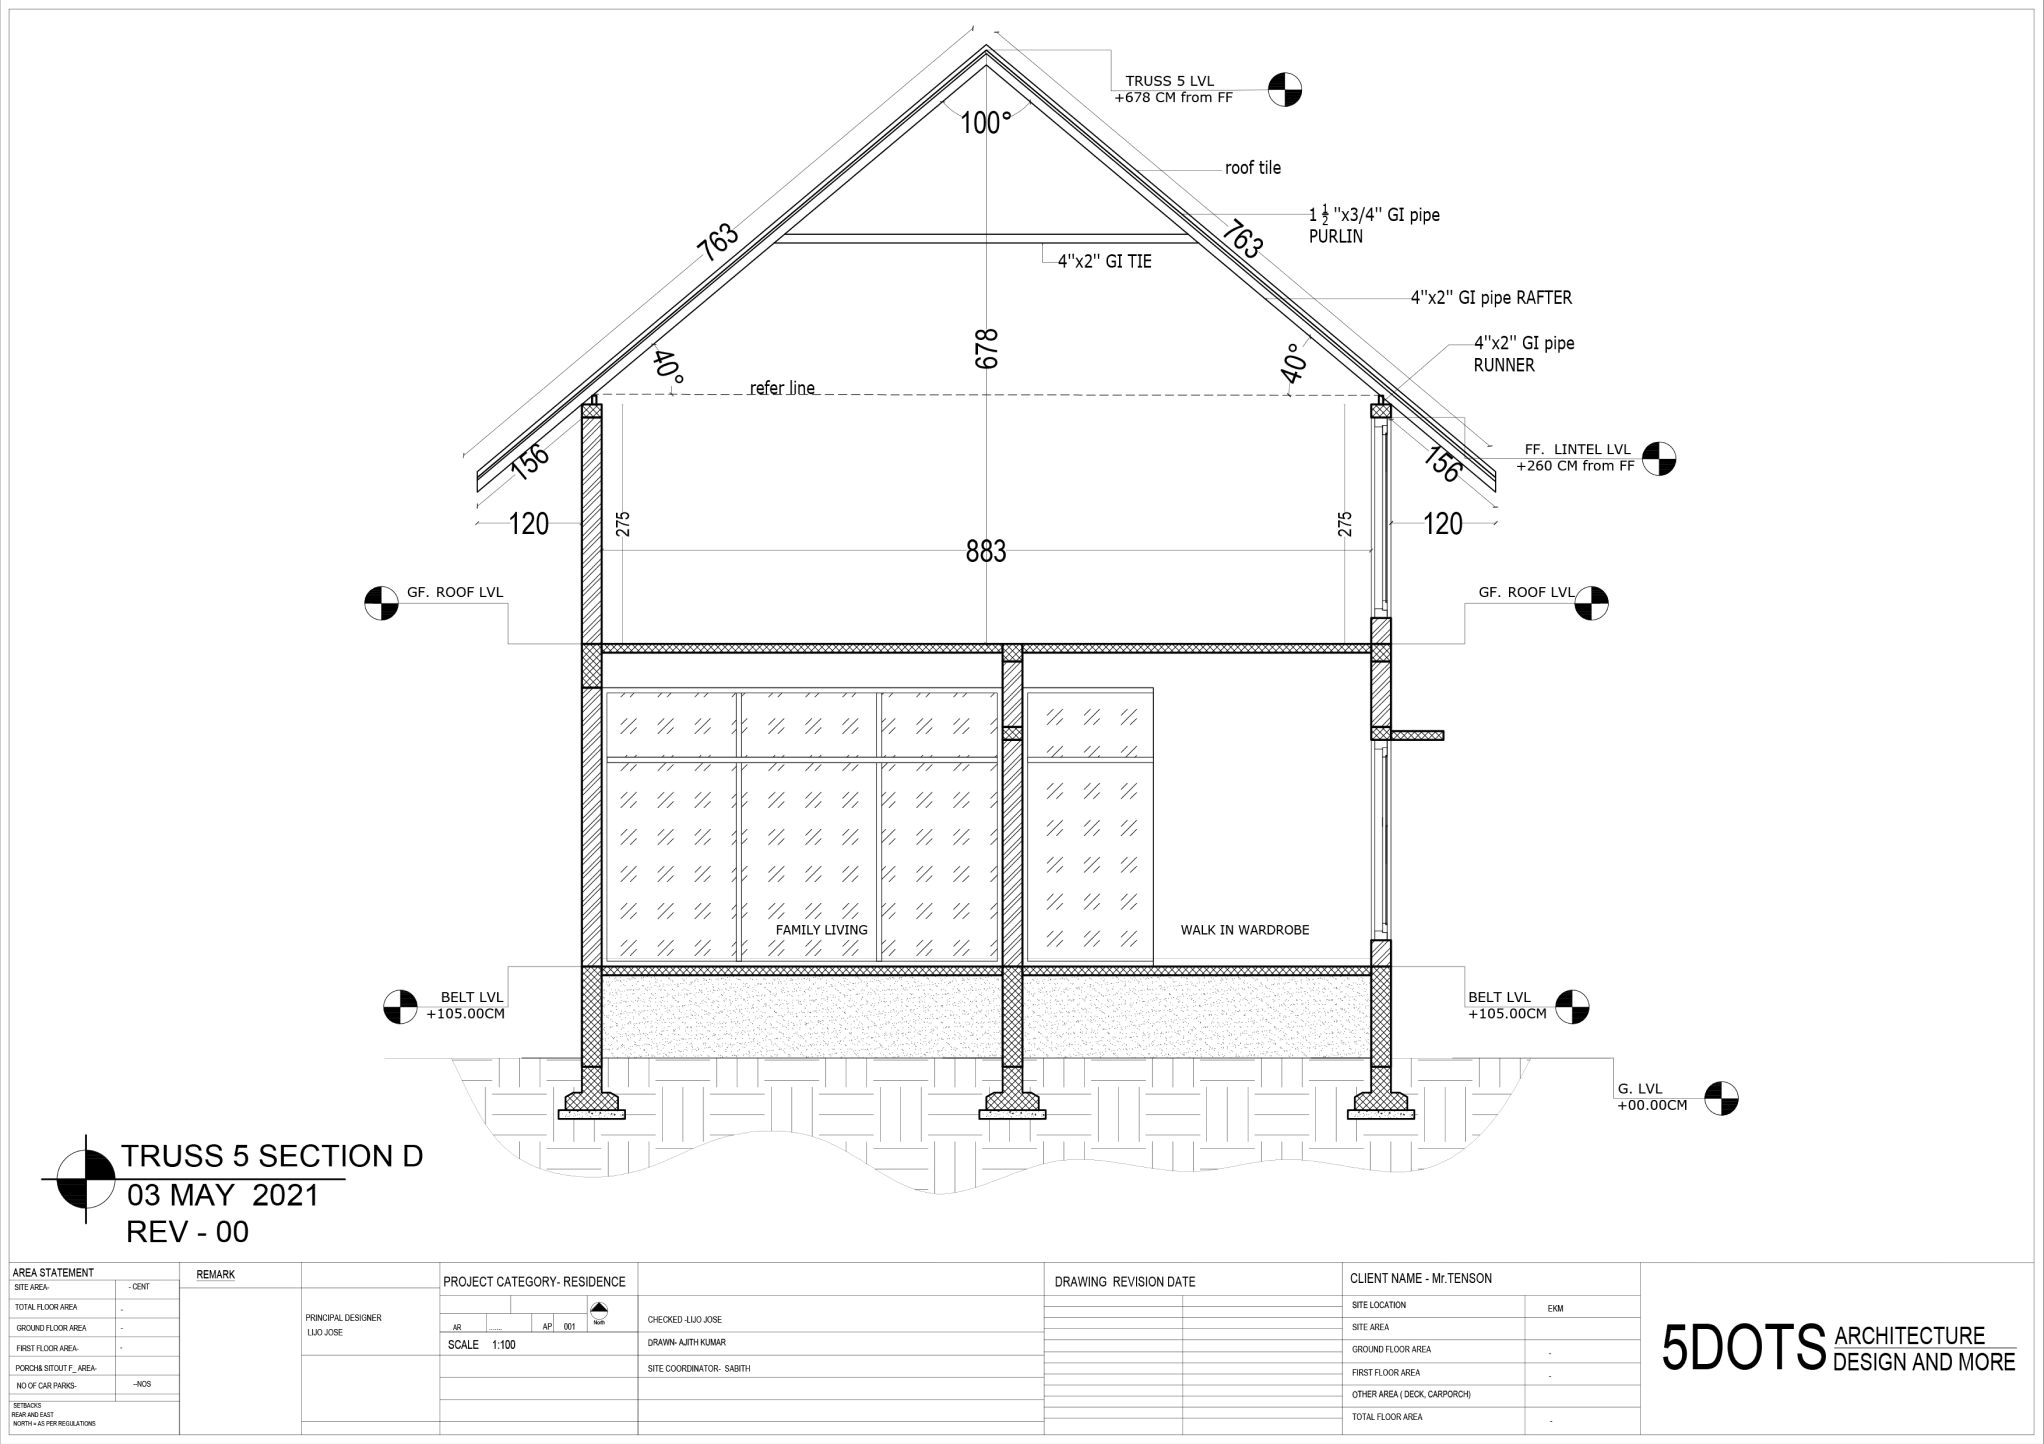 TRUSS 5 LVL
+678 CM from FF
100°
roof tile
1 1/2 "x3/4" GI pipe
PURLIN
763
763
4"x2" GI TIE
4"x2" GI pipe RAFTER
678
4"x2" GI pipe
RUNNER
40°
40°
refer line
156
156
FF. LINTEL LVL
+260 CM from FF
120
275
275
120
883
GF. ROOF LVL
GF. ROOF LVL
FAMILY LIVING
WALK IN WARDROBE
BELT LVL
+105.00CM
BELT LVL
+105.00CM
G. LVL
+00.00CM
TRUSS 5 SECTION D
03 MAY 2021
REV - 00
AREA STATEMENT
SITE AREA- - CENT
TOTAL FLOOR AREA -
GROUND FLOOR AREA -
FIRST FLOOR AREA- -
PORCH& SITOUT F_ AREA-
NO OF CAR PARKS- --NOS
SETBACKS
REAR AND EAST
NORTH = AS PER REGULATIONS
REMARK
PRINCIPAL DESIGNER
LIJO JOSE
PROJECT CATEGORY- RESIDENCE
AR ........ AP 001
North
SCALE 1:100
CHECKED -LIJO JOSE
DRAWN- AJITH KUMAR
SITE COORDINATOR- SABITH
DRAWING REVISION DATE
CLIENT NAME - Mr.TENSON
SITE LOCATION EKM
SITE AREA
GROUND FLOOR AREA -
FIRST FLOOR AREA -
OTHER AREA ( DECK, CARPORCH)
TOTAL FLOOR AREA -
5DOTS ARCHITECTURE
DESIGN AND MORE